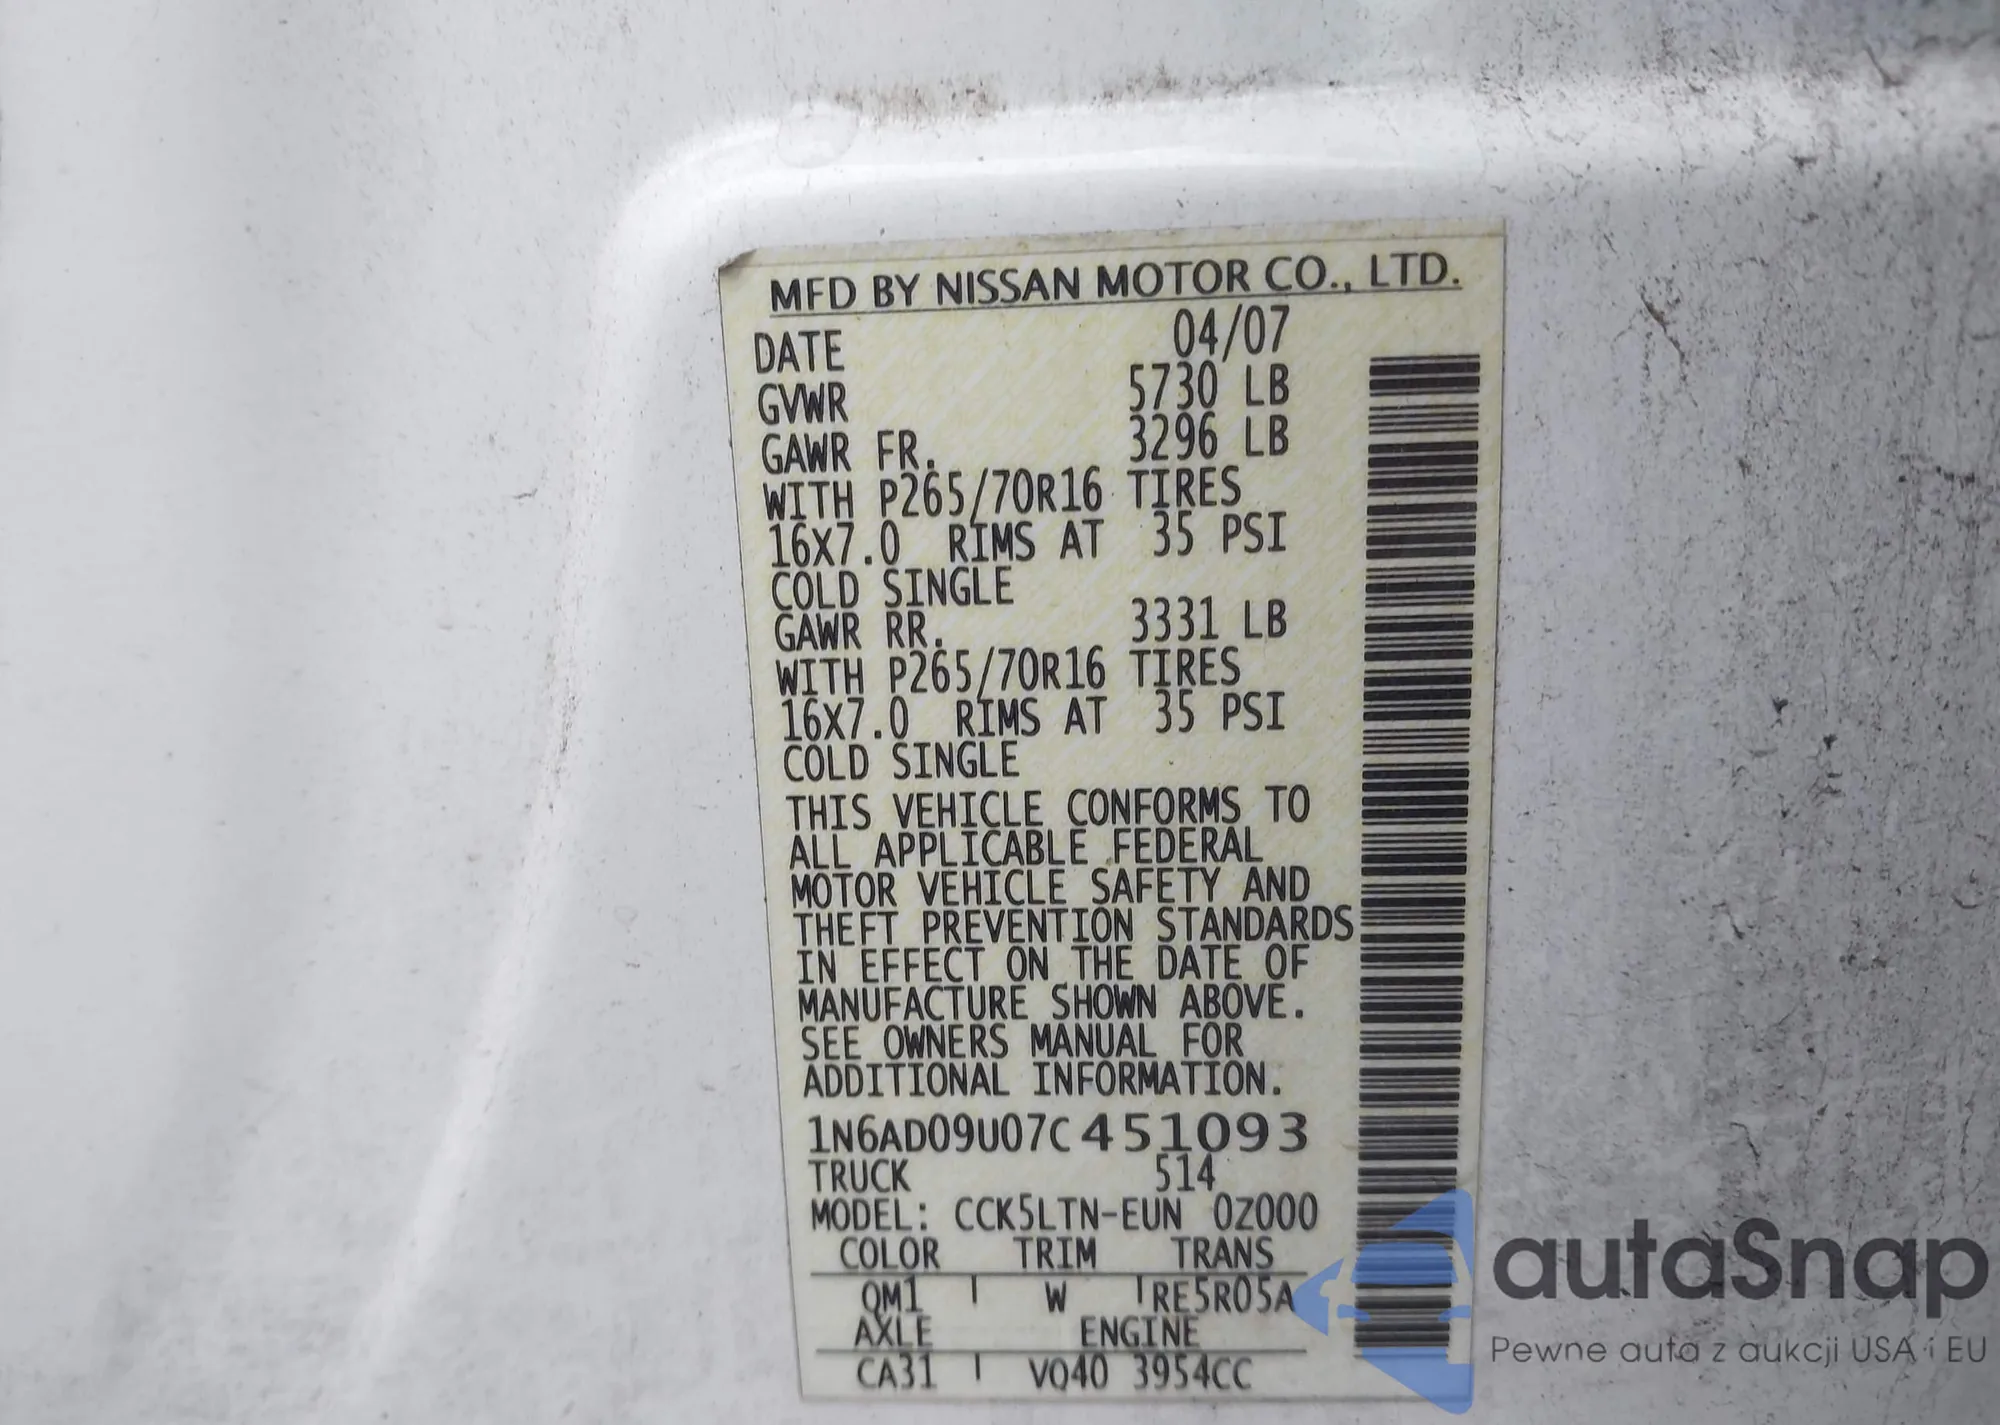 MFD BY NISSAN MOTOR CO., LTD.
DATE 04/07
GVWR 5730 LB
GAWR FR. 3296 LB
WITH P265/70R16 TIRES
16X7.0 RIMS AT 35 PSI
COLD SINGLE
GAWR RR. 3331 LB
WITH P265/70R16 TIRES
16X7.0 RIMS AT 35 PSI
COLD SINGLE
THIS VEHICLE CONFORMS TO
ALL APPLICABLE FEDERAL
MOTOR VEHICLE SAFETY AND
THEFT PREVENTION STANDARDS
IN EFFECT ON THE DATE OF
MANUFACTURE SHOWN ABOVE.
SEE OWNERS MANUAL FOR
ADDITIONAL INFORMATION.
1N6AD09U07C451093
TRUCK 514
MODEL: CCK5LTN-EUN 0Z000
COLOR TRIM TRANS
QM1 W RE5R05A
AXLE ENGINE
CA31 VQ40 3954CC
autaSnap
Pewne auta z aukcji USA i EU